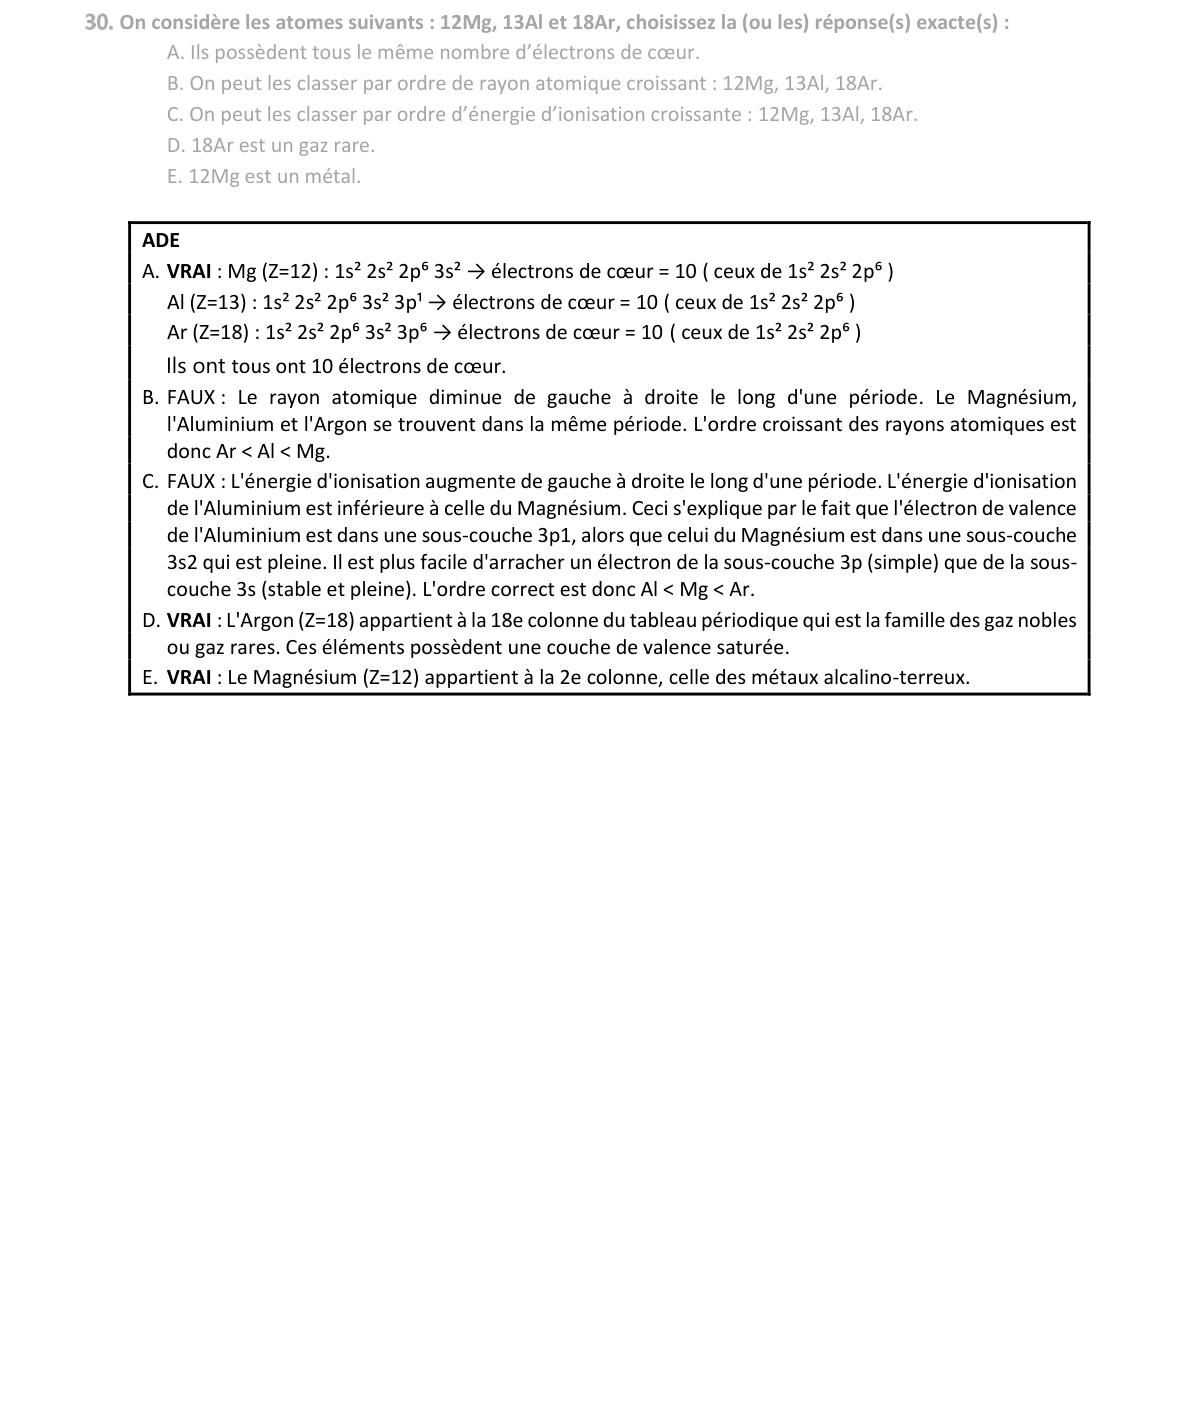 30. On considère les atomes suivants : 12Mg, 13Al et 18Ar, choisissez la (ou les) réponse(s) exacte(s) :
A. Ils possèdent tous le même nombre d’électrons de cœur.
B. On peut les classer par ordre de rayon atomique croissant : 12Mg, 13Al, 18Ar.
C. On peut les classer par ordre d’énergie d’ionisation croissante : 12Mg, 13Al, 18Ar.
D. 18Ar est un gaz rare.
E. 12Mg est un métal.
ADE
A. VRAI : Mg (Z=12) : 1s² 2s² 2p⁶ 3s² → électrons de cœur = 10 ( ceux de 1s² 2s² 2p⁶ )
Al (Z=13) : 1s² 2s² 2p⁶ 3s² 3p¹ → électrons de cœur = 10 ( ceux de 1s² 2s² 2p⁶ )
Ar (Z=18) : 1s² 2s² 2p⁶ 3s² 3p⁶ → électrons de cœur = 10 ( ceux de 1s² 2s² 2p⁶ )
Ils ont tous ont 10 électrons de cœur.
B. FAUX : Le rayon atomique diminue de gauche à droite le long d'une période. Le Magnésium,
l'Aluminium et l'Argon se trouvent dans la même période. L'ordre croissant des rayons atomiques est
donc Ar < Al < Mg.
C. FAUX : L'énergie d'ionisation augmente de gauche à droite le long d'une période. L'énergie d'ionisation
de l'Aluminium est inférieure à celle du Magnésium. Ceci s'explique par le fait que l'électron de valence
de l'Aluminium est dans une sous-couche 3p1, alors que celui du Magnésium est dans une sous-couche
3s2 qui est pleine. Il est plus facile d'arracher un électron de la sous-couche 3p (simple) que de la sous-
couche 3s (stable et pleine). L'ordre correct est donc Al < Mg < Ar.
D. VRAI : L'Argon (Z=18) appartient à la 18e colonne du tableau périodique qui est la famille des gaz nobles
ou gaz rares. Ces éléments possèdent une couche de valence saturée.
E. VRAI : Le Magnésium (Z=12) appartient à la 2e colonne, celle des métaux alcalino-terreux.